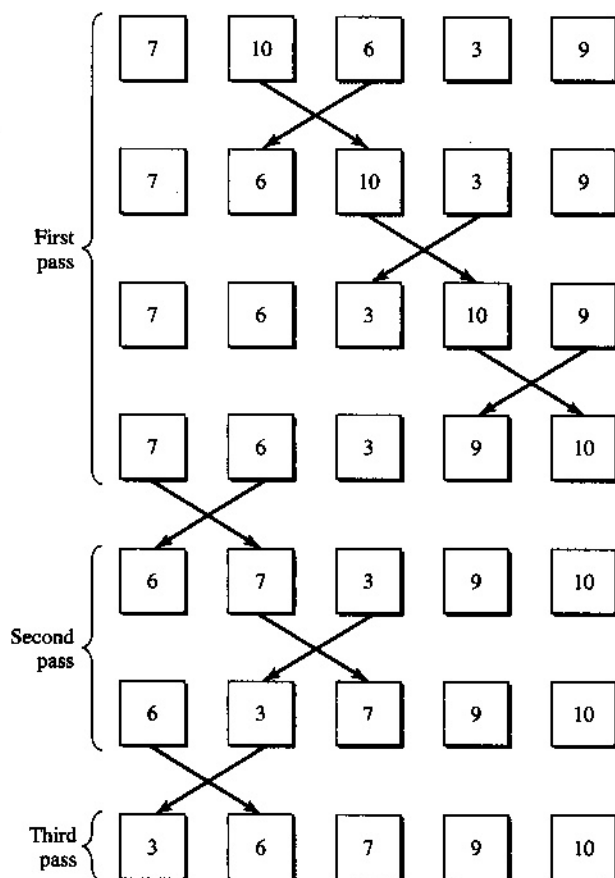 7 10 6 3 9
7 6 10 3 9
First
pass
7 6 3 10 9
7 6 3 9 10
6 7 3 9 10
Second
pass
6 3 7 9 10
Third
pass
3 6 7 9 10